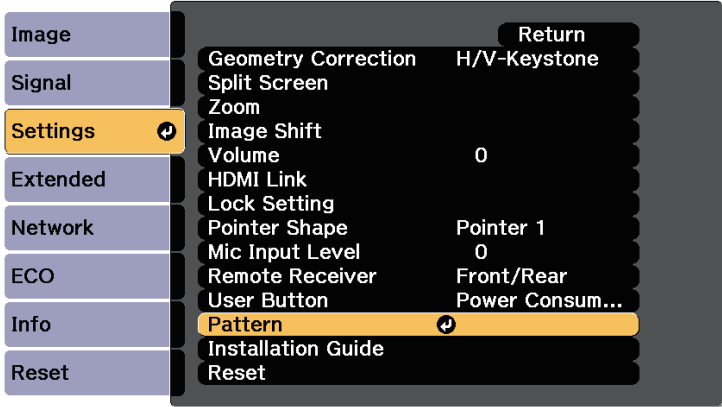 Image
Signal
Settings
Extended
Network
ECO
Info
Reset
Return
Geometry Correction H/V-Keystone
Split Screen
Zoom
Image Shift
Volume 0
HDMI Link
Lock Setting
Pointer Shape Pointer 1
Mic Input Level 0
Remote Receiver Front/Rear
User Button Power Consum...
Pattern
Installation Guide
Reset